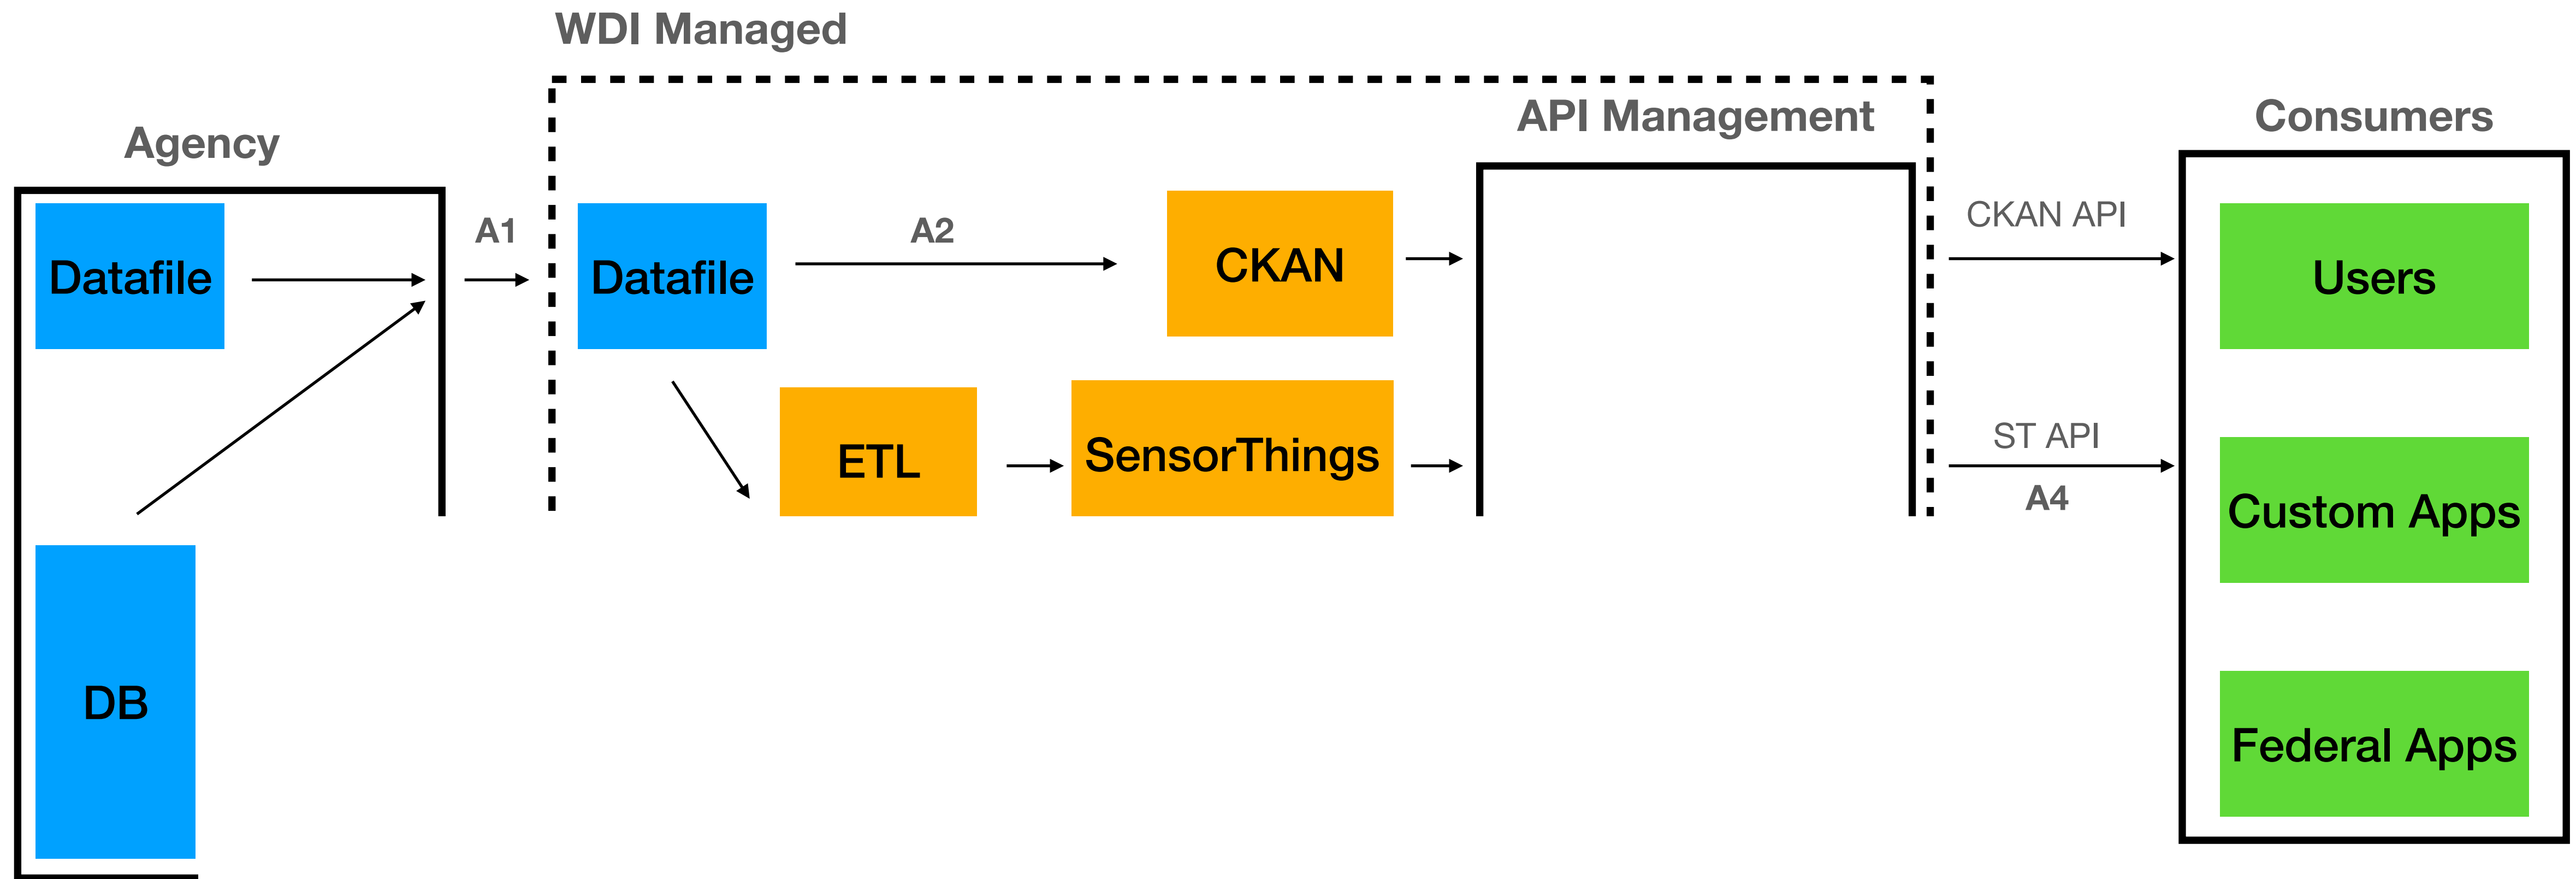 WDI Managed
Agency
API Management
Consumers
Datafile
A1
Datafile
A2
CKAN
CKAN API
Users
ETL
SensorThings
ST API
A4
Custom Apps
DB
Federal Apps